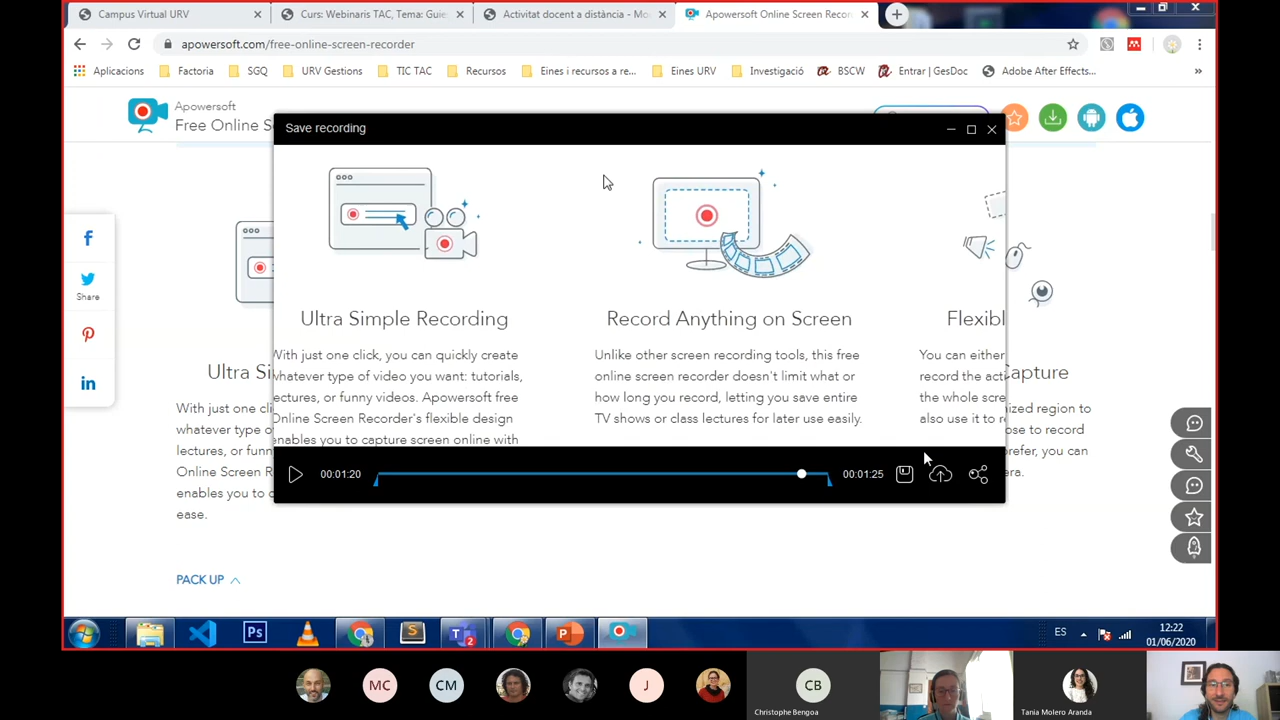 Campus Virtual URV
Curs: Webinaris TAC, Tema: Guie
Activitat docent a distància - Mo
Apowersoft Online Screen Recor
apowersoft.com/free-online-screen-recorder
Aplicacions
Factoria
SGQ
URV Gestions
TIC TAC
Recursos
Eines i recursos a re...
Eines URV
Investigació
BSCW
Entrar | GesDoc
Adobe After Effects...
»
Apowersoft
Free Online S
Save recording
Share
Ultra Simple Recording
With just one click, you can quickly create
whatever type of video you want: tutorials,
lectures, or funny videos. Apowersoft free
Online Screen Recorder's flexible design
enables you to capture screen online with
Record Anything on Screen
Unlike other screen recording tools, this free
online screen recorder doesn't limit what or
how long you record, letting you save entire
TV shows or class lectures for later use easily.
Flexibl
You can either
record the acti
the whole scre
also use it to r
Ultra Si
With just one cli
whatever type o
lectures, or funn
Online Screen R
enables you to c
ease.
Capture
ized region to
ose to record
refer, you can
era.
00:01:20
00:01:25
PACK UP
Ps
2
ES
12:22
01/06/2020
MC
CM
J
CB
Christophe Bengoa
Tania Molero Aranda